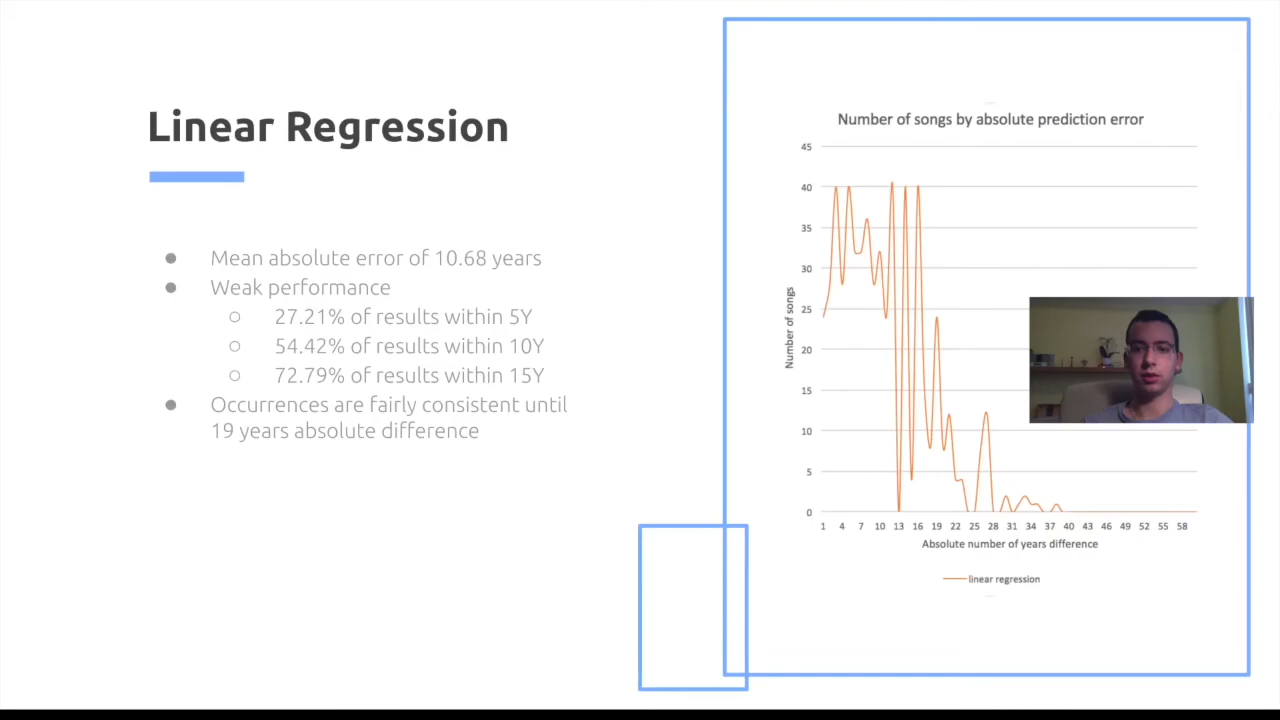 Linear Regression
● Mean absolute error of 10.68 years
● Weak performance
○ 27.21% of results within 5Y
○ 54.42% of results within 10Y
○ 72.79% of results within 15Y
● Occurrences are fairly consistent until
19 years absolute difference
Number of songs by absolute prediction error
45
40
35
30
25
20
15
10
5
0
Number of songs
1 4 7 10 13 16 19 22 25 28 31 34 37 40 43 46 49 52 55 58
Absolute number of years difference
linear regression